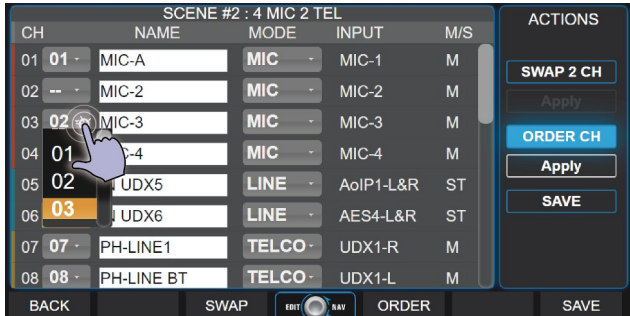 SCENE #2 : 4 MIC 2 TEL
CH NAME MODE INPUT M/S
01 01 MIC-A MIC MIC-1 M
02 -- MIC-2 MIC MIC-2 M
03 02 MIC-3 MIC MIC-3 M
04 01 C-4 MIC MIC-4 M
05 02 UDX5 LINE AoIP1-L&R ST
06 03 UDX6 LINE AES4-L&R ST
07 07 PH-LINE1 TELCO UDX1-R M
08 08 PH-LINE BT TELCO UDX1-L M
ACTIONS
SWAP 2 CH
Apply
ORDER CH
Apply
SAVE
BACK SWAP EDIT NAV ORDER SAVE